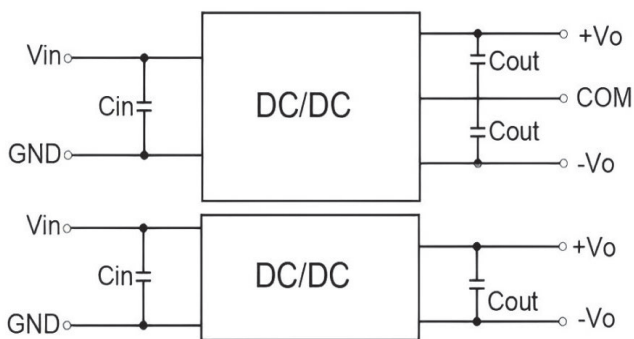 +Vo
Vin
Cout
Cin
DC/DC
COM
Cout
GND
-Vo
Vin
+Vo
Cin
DC/DC
Cout
GND
-Vo